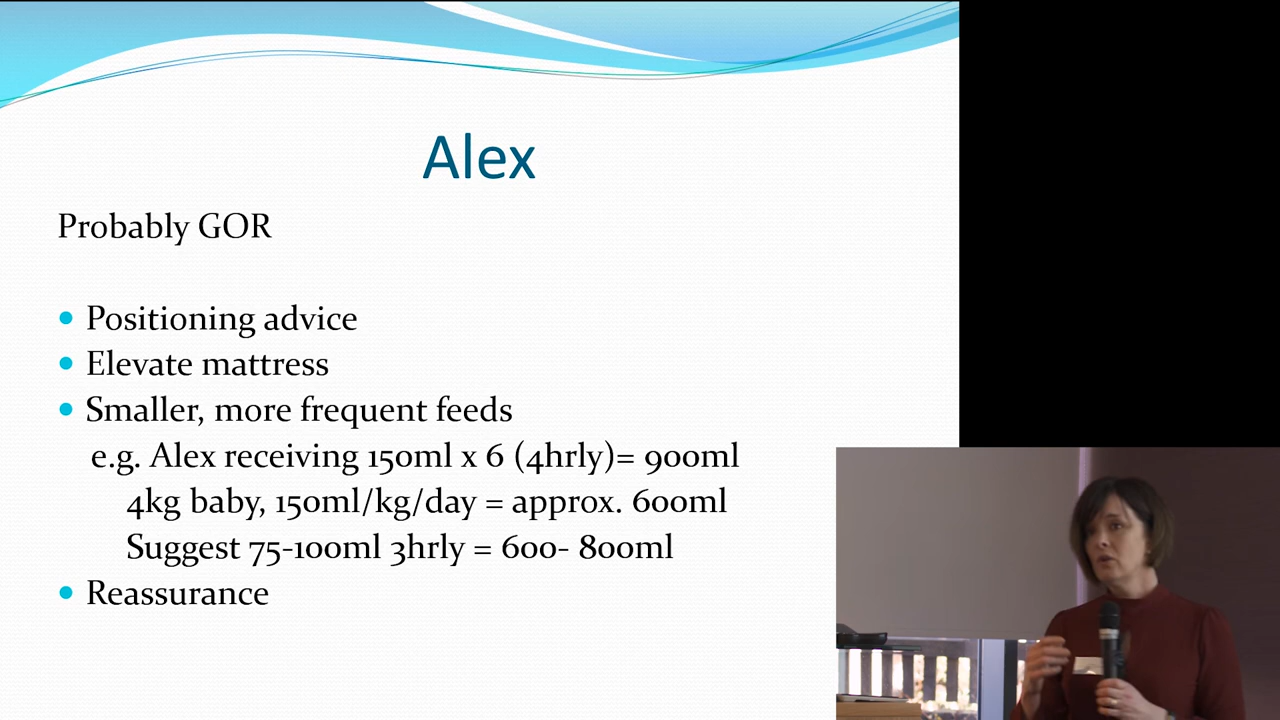 Alex
Probably GOR
• Positioning advice
• Elevate mattress
• Smaller, more frequent feeds
e.g. Alex receiving 150ml x 6 (4hrly)= 900ml
4kg baby, 150ml/kg/day = approx. 600ml
Suggest 75-100ml 3hrly = 600- 800ml
• Reassurance